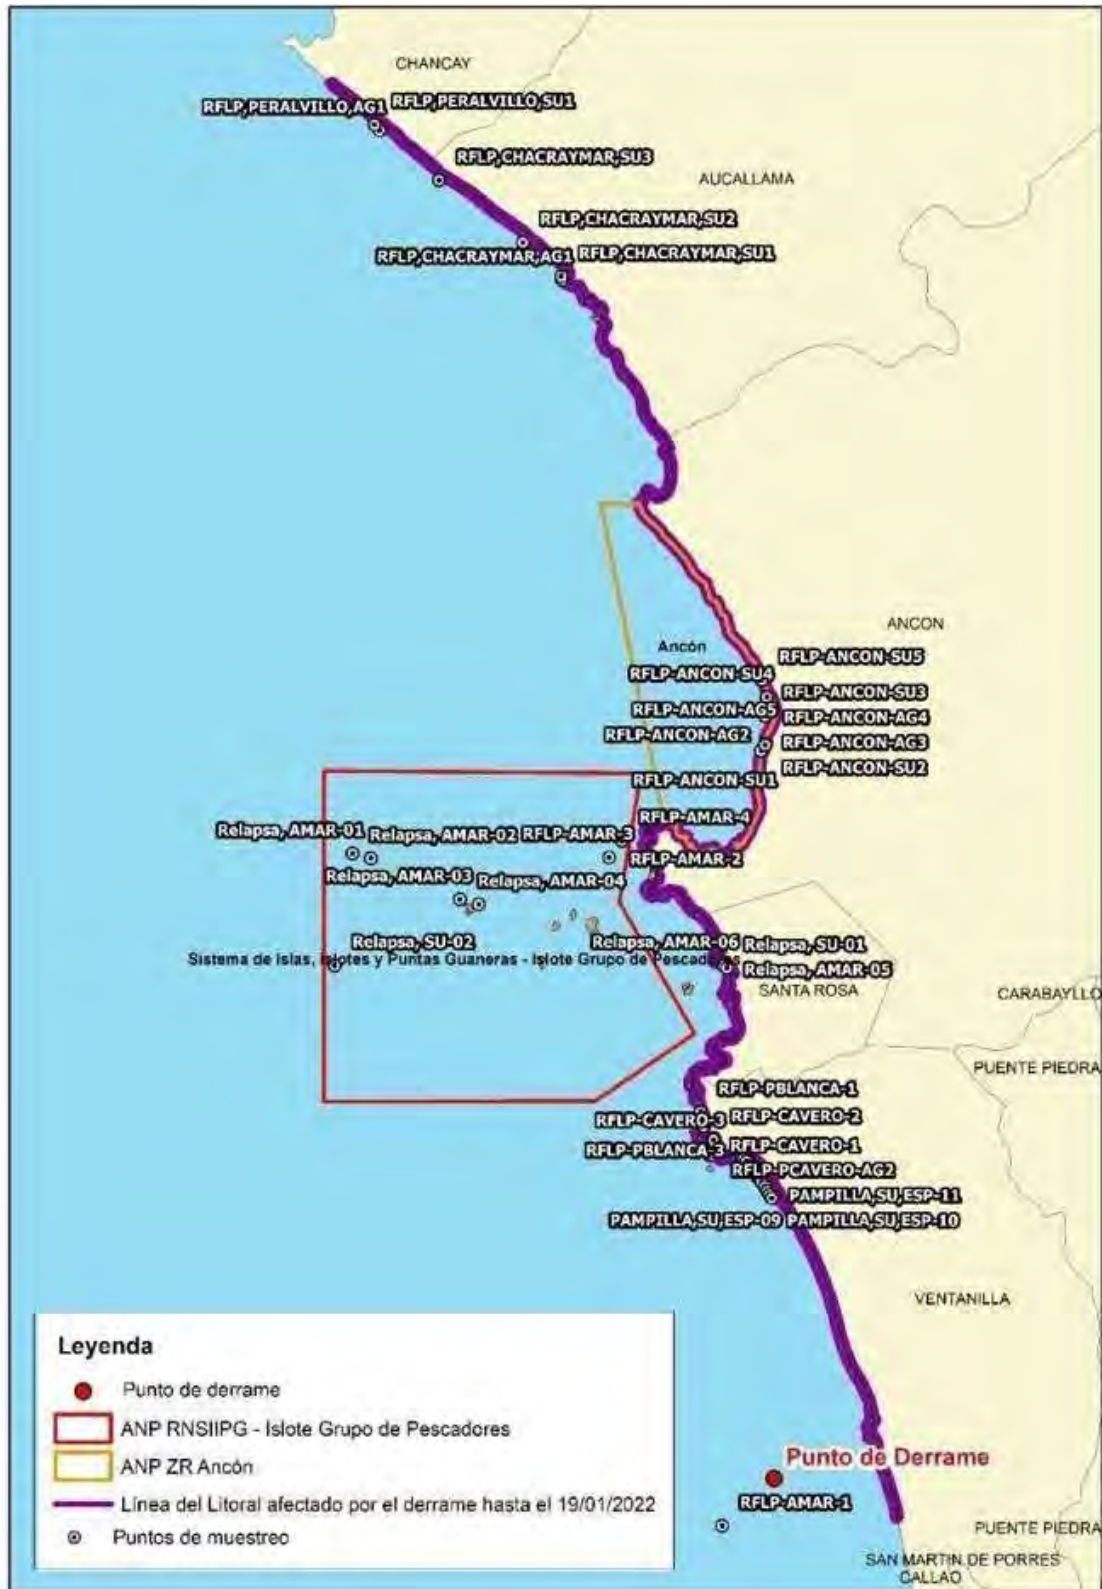 CHANCAY
RFLP,PERALVILLO,AG1
RFLP,PERALVILLO,SU1
RFLP,CHACRAYMAR,SU3
AUCALLAMA
RFLP,CHACRAYMAR,SU2
RFLP,CHACRAYMAR,AG1
RFLP,CHACRAYMAR,SU1
ANCON
Ancón
RFLP-ANCON-SU5
RFLP-ANCON-SU4
RFLP-ANCON-SU3
RFLP-ANCON-AG5
RFLP-ANCON-AG4
RFLP-ANCON-AG2
RFLP-ANCON-AG3
RFLP-ANCON-SU2
RFLP-ANCON-SU1
RFLP-AMAR-4
Relapsa, AMAR-01
Relapsa, AMAR-02
RFLP-AMAR-3
RFLP-AMAR-2
Relapsa, AMAR-03
Relapsa, AMAR-04
Relapsa, SU-02
Relapsa, AMAR-06
Relapsa, SU-01
Sistema de Islas, Islotes y Puntas Guaneras - Islote Grupo de Pescadores
Relapsa, AMAR-05
SANTA ROSA
CARABAYLLO
PUENTE PIEDRA
RFLP-PBLANCA-1
RFLP-CAVERO-3
RFLP-CAVERO-2
RFLP-PBLANCA-3
RFLP-CAVERO-1
RFLP-PCAVERO-AG2
PAMPILLA,SU,ESP-11
PAMPILLA,SU,ESP-09
PAMPILLA,SU,ESP-10
VENTANILLA
Leyenda
Punto de derrame
ANP RNSIIPG - Islote Grupo de Pescadores
ANP ZR Ancón
Línea del Litoral afectado por el derrame hasta el 19/01/2022
Puntos de muestreo
Punto de Derrame
RFLP-AMAR-1
PUENTE PIEDRA
SAN MARTIN DE PORRES
CALLAO